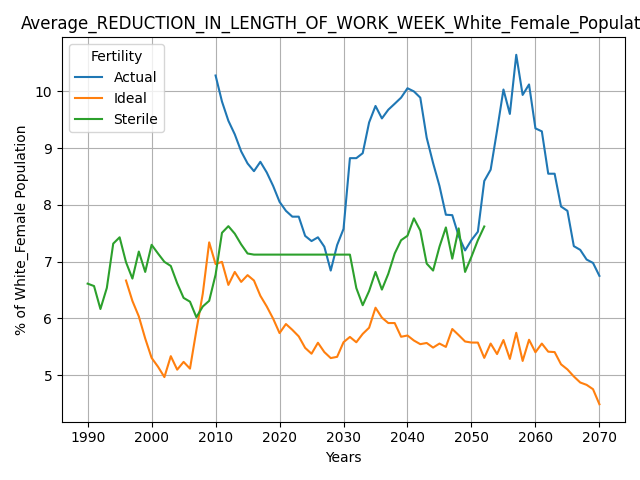 Average_REDUCTION_IN_LENGTH_OF_WORK_WEEK_White_Female_Populat
Fertility
Actual
Ideal
Sterile
% of White_Female Population
10
9
8
7
6
5
1990 2000 2010 2020 2030 2040 2050 2060 2070
Years